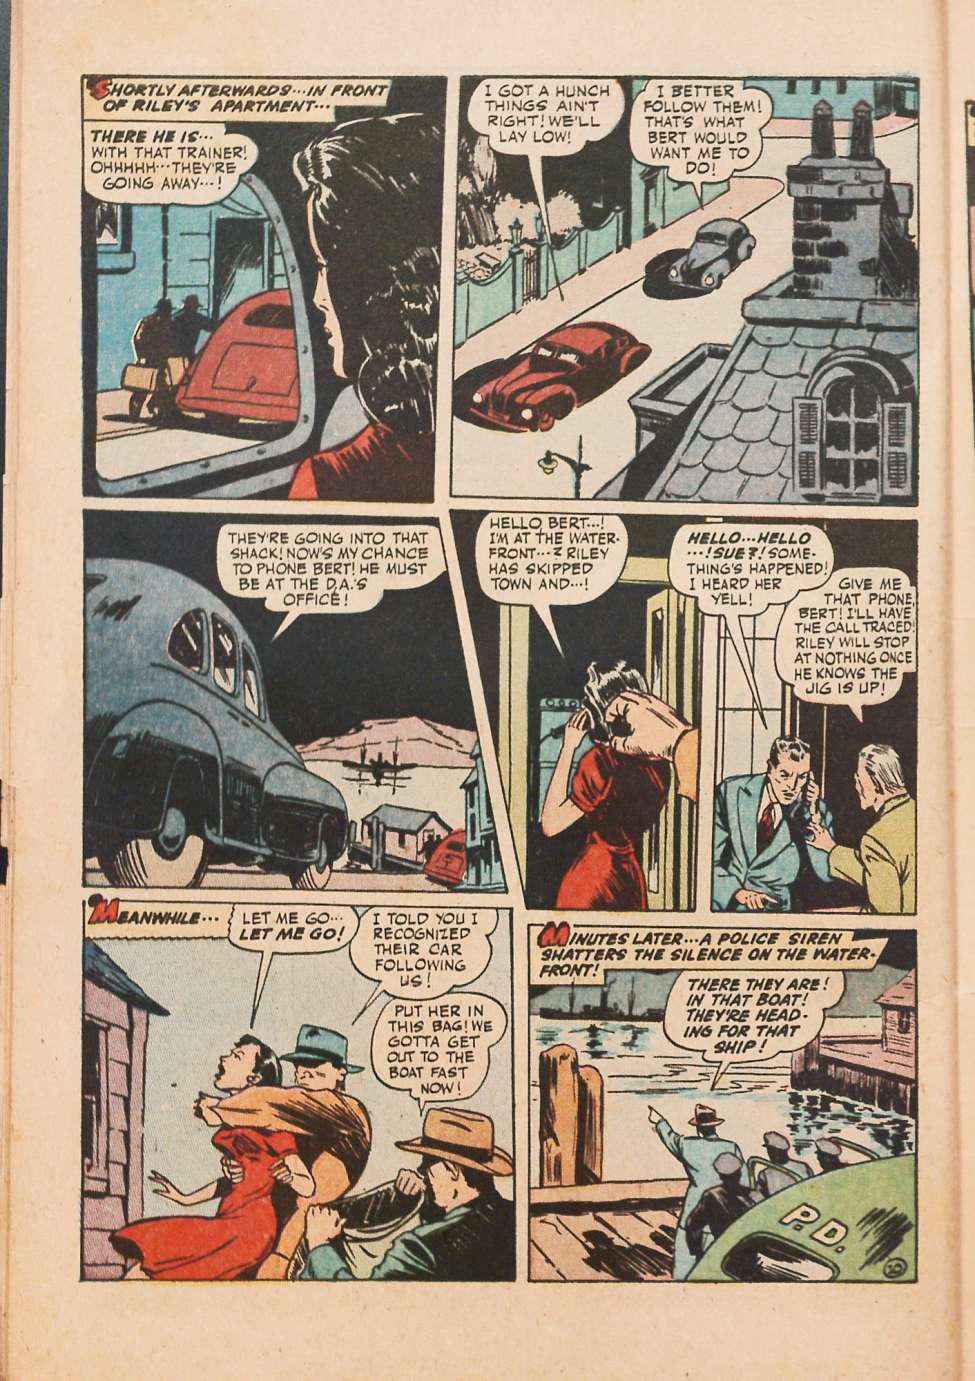 SHORTLY AFTERWARDS...IN FRONT
OF RILEY'S APARTMENT...
THERE HE IS...
WITH THAT TRAINER!
OHHHHH...THEY'RE
GOING AWAY...!
I GOT A HUNCH
THINGS AIN'T
RIGHT! WE'LL
LAY LOW!
I BETTER
FOLLOW THEM!
THAT'S WHAT
BERT WOULD
WANT ME TO
DO!
THEY'RE GOING INTO THAT
SHACK! NOW'S MY CHANCE
TO PHONE BERT! HE MUST
BE AT THE D.A.'S
OFFICE!
HELLO BERT...!
I'M AT THE WATER-
FRONT...? RILEY
HAS SKIPPED
TOWN AND...!
HELLO...HELLO
...! SUE?! SOME-
THING'S HAPPENED!
I HEARD HER
YELL!
GIVE ME
THAT PHONE,
BERT! I'LL HAVE
THE CALL TRACED!
RILEY WILL STOP
AT NOTHING ONCE
HE KNOWS THE
JIG IS UP!
MEANWHILE...
LET ME GO...
LET ME GO!
I TOLD YOU I
RECOGNIZED
THEIR CAR
FOLLOWING
US!
PUT HER IN
THIS BAG! WE
GOTTA GET
OUT TO THE
BOAT FAST
NOW!
MINUTES LATER...A POLICE SIREN
SHATTERS THE SILENCE ON THE WATER-
FRONT!
THERE THEY ARE!
IN THAT BOAT!
THEY'RE HEAD-
ING FOR THAT
SHIP!
P.D.